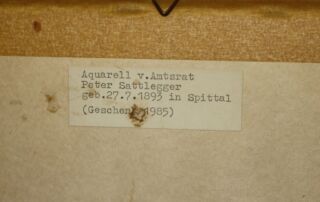 Aquarell v.Amtsrat
Peter Sattlegger
geb.27.7.1893 in Spittal
(Geschenk 1985)